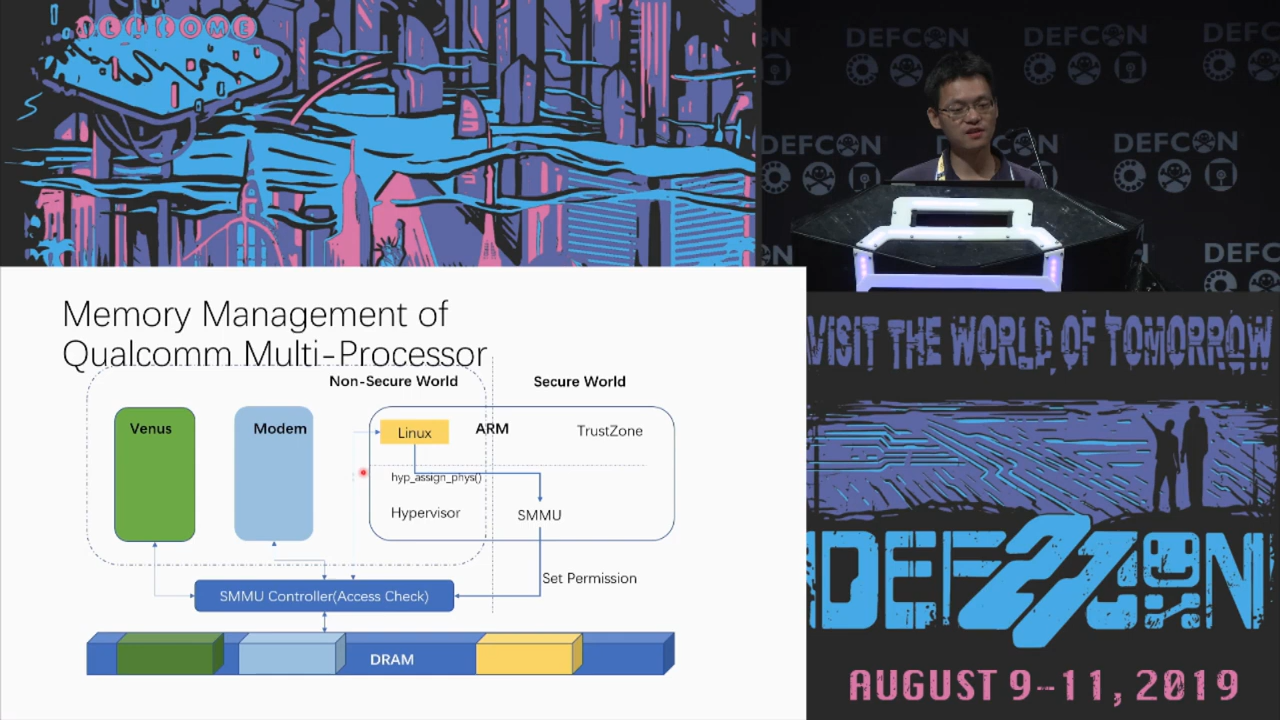 WELCOME
DEFCON DEFCON DEFCON
DEFCON DEFCON
DEFCON
Memory Management of
Qualcomm Multi-Processor
Non-Secure World
Secure World
Venus
Modem
Linux
ARM
TrustZone
hyp_assign_phys()
Hypervisor
SMMU
Set Permission
SMMU Controller(Access Check)
DRAM
VISIT THE WORLD OF TOMORROW
DEF27CON
AUGUST 9-11, 2019